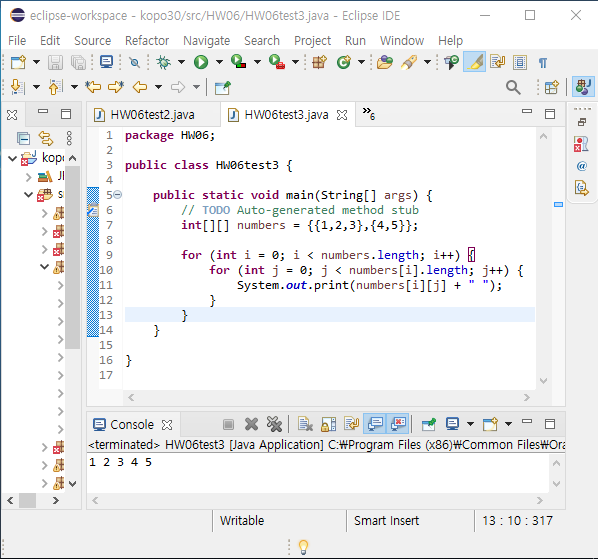 eclipse-workspace - kopo30/src/HW06/HW06test3.java - Eclipse IDE
File Edit Source Refactor Navigate Search Project Run Window Help
HW06test2.java HW06test3.java »6
kopo
1 package HW06;
2
3 public class HW06test3 {
4
5 public static void main(String[] args) {
6 // TODO Auto-generated method stub
7 int[][] numbers = {{1,2,3},{4,5}};
8
9 for (int i = 0; i < numbers.length; i++) {
10 for (int j = 0; j < numbers[i].length; j++) {
11 System.out.print(numbers[i][j] + " ");
12 }
13 }
14 }
15
16 }
17
Console
<terminated> HW06test3 [Java Application] C:₩Program Files (x86)₩Common Files₩Ora
1 2 3 4 5
Writable Smart Insert 13 : 10 : 317